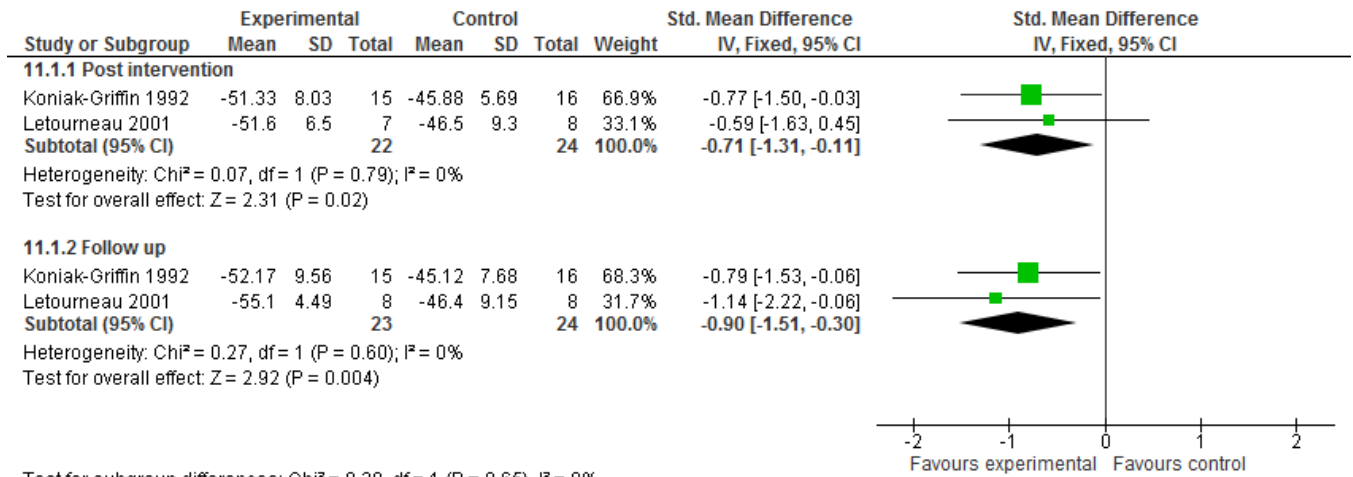 Experimental Control Std. Mean Difference Std. Mean Difference
Study or Subgroup Mean SD Total Mean SD Total Weight IV, Fixed, 95% CI IV, Fixed, 95% CI
11.1.1 Post intervention
Koniak-Griffin 1992 -51.33 8.03 15 -45.88 5.69 16 66.9% -0.77 [-1.50, -0.03]
Letourneau 2001 -51.6 6.5 7 -46.5 9.3 8 33.1% -0.59 [-1.63, 0.45]
Subtotal (95% CI) 22 24 100.0% -0.71 [-1.31, -0.11]
Heterogeneity: Chi² = 0.07, df = 1 (P = 0.79); I² = 0%
Test for overall effect: Z = 2.31 (P = 0.02)
11.1.2 Follow up
Koniak-Griffin 1992 -52.17 9.56 15 -45.12 7.68 16 68.3% -0.79 [-1.53, -0.06]
Letourneau 2001 -55.1 4.49 8 -46.4 9.15 8 31.7% -1.14 [-2.22, -0.06]
Subtotal (95% CI) 23 24 100.0% -0.90 [-1.51, -0.30]
Heterogeneity: Chi² = 0.27, df = 1 (P = 0.60); I² = 0%
Test for overall effect: Z = 2.92 (P = 0.004)
-2 -1 0 1 2
Favours experimental Favours control
Test for subgroup differences: Chi² = df = 1 (P = I² = 0%